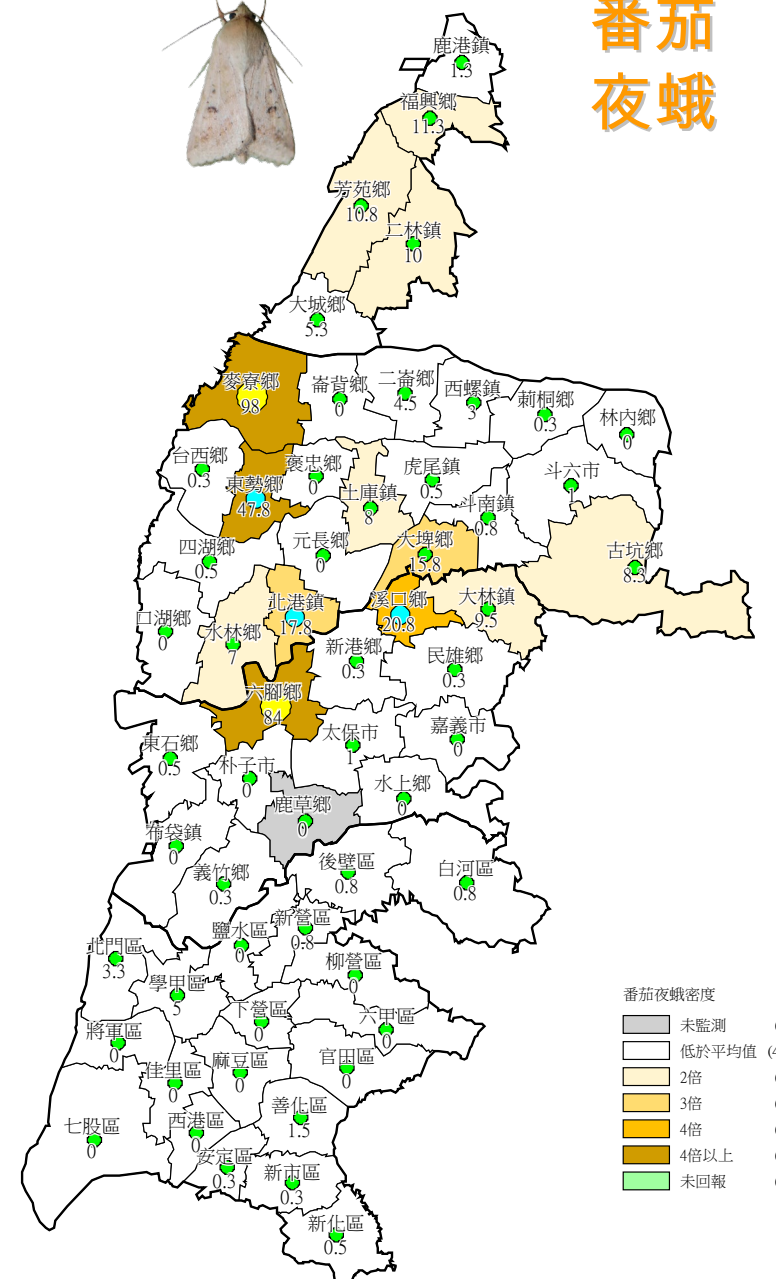 番茄
夜蛾
鹿港鎮
1.3
福興鄉
11.3
芳苑鄉
10.8
二林鎮
10
大城鄉
5.3
麥寮鄉
98
崙背鄉
0
二崙鄉
4.5
西螺鎮
3
莿桐鄉
0.3
林內鄉
0
台西鄉
0.3
東勢鄉
47.8
褒忠鄉
0
土庫鎮
8
虎尾鎮
0.5
斗南鎮
0.8
斗六市
1
四湖鄉
0.5
元長鄉
0
大埤鄉
15.8
古坑鄉
8.3
口湖鄉
0
水林鄉
7
北港鎮
17.8
溪口鄉
20.8
大林鎮
9.5
新港鄉
0.3
民雄鄉
0.3
六腳鄉
84
東石鄉
0.5
朴子市
0
太保市
1
嘉義市
0
鹿草鄉
0
水上鄉
0
布袋鎮
0
義竹鄉
0.3
後壁區
0.8
白河區
0.8
鹽水區
0
新營區
0.8
北門區
3.3
學甲區
5
柳營區
0
下營區
0
六甲區
0
將軍區
0
佳里區
0
麻豆區
0
官田區
0
七股區
0
西港區
0
善化區
1.5
安定區
0.3
新市區
0.3
新化區
0.5
番茄夜蛾密度
未監測 (
低於平均值 (4
2倍 (
3倍 (
4倍 (
4倍以上 (
未回報 (